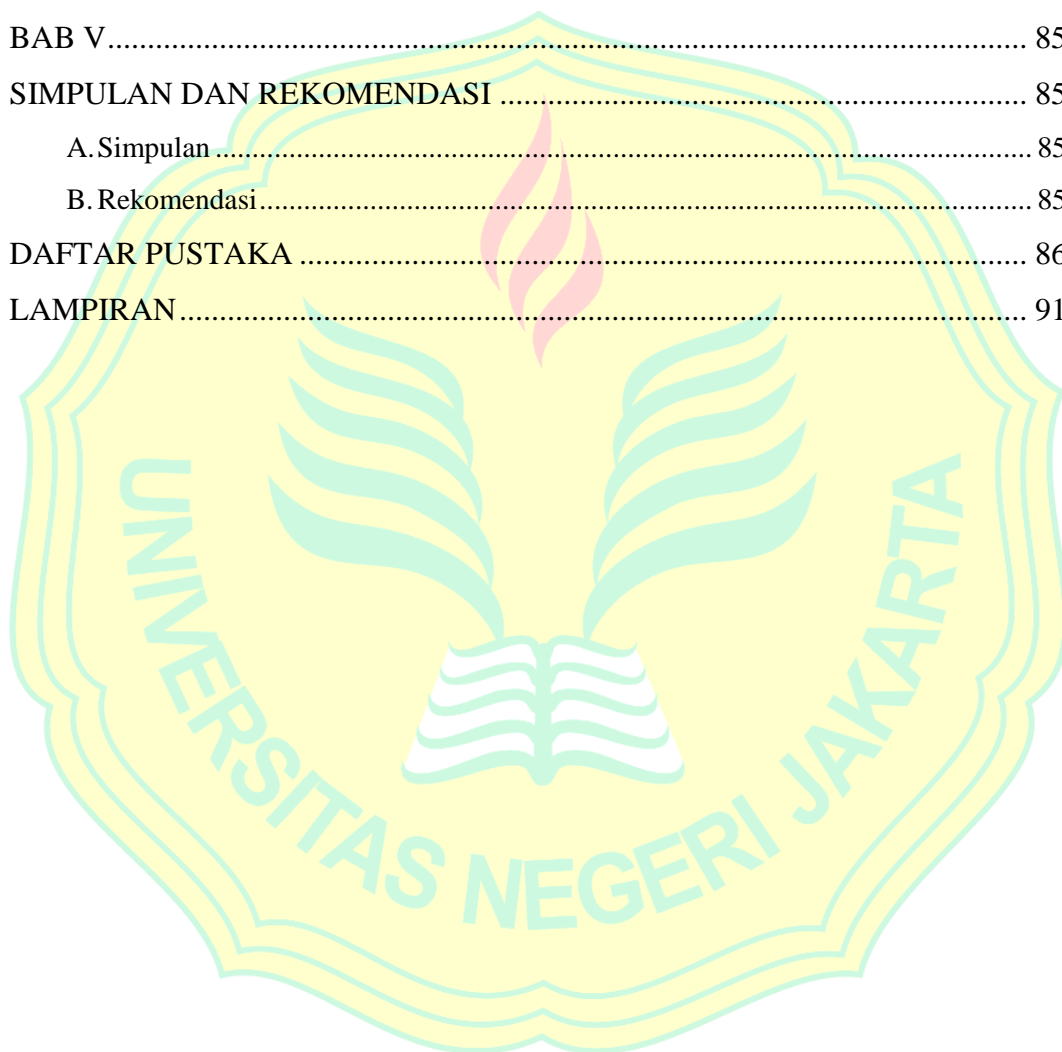 BAB V........................................................................................................................ 85
SIMPULAN DAN REKOMENDASI ..................................................................... 85
A. Simpulan ........................................................................................................... 85
B. Rekomendasi..................................................................................................... 85
DAFTAR PUSTAKA ............................................................................................... 86
LAMPIRAN............................................................................................................... 91
UNIVERSITAS NEGERI JAKARTA